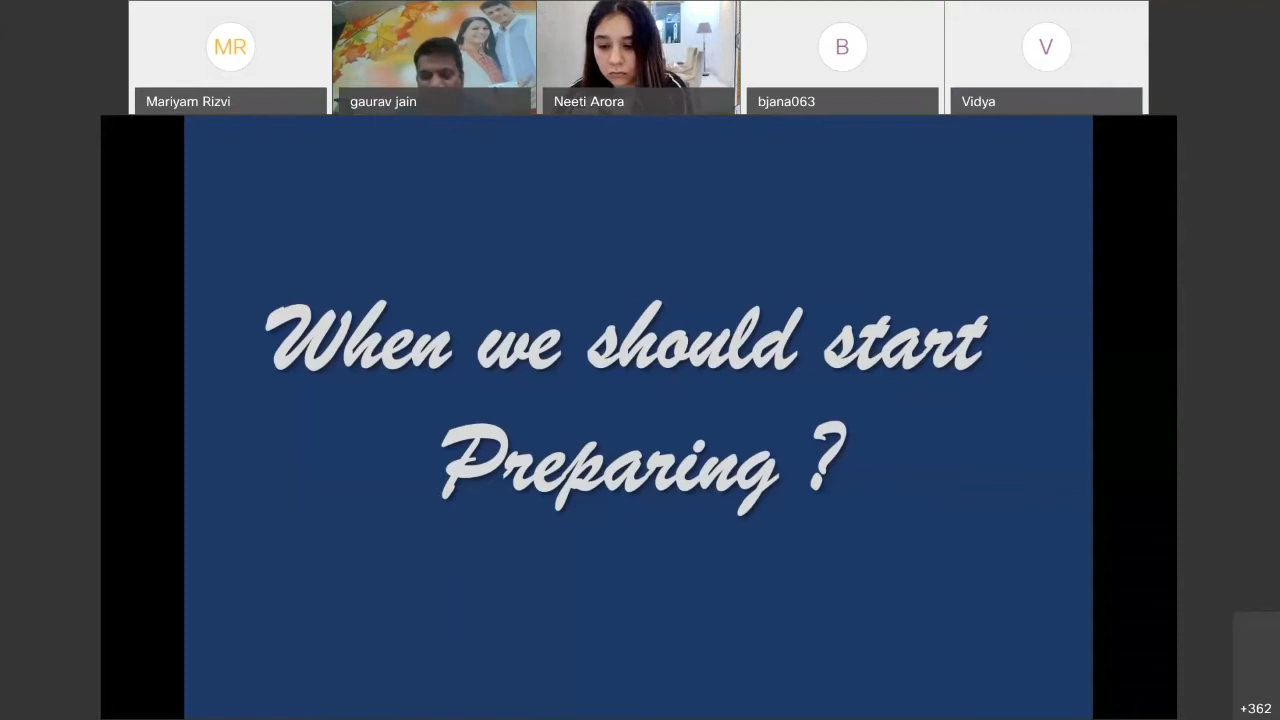 MR
B
V
Mariyam Rizvi
gaurav jain
Neeti Arora
bjana063
Vidya
When we should start
Preparing ?
+362